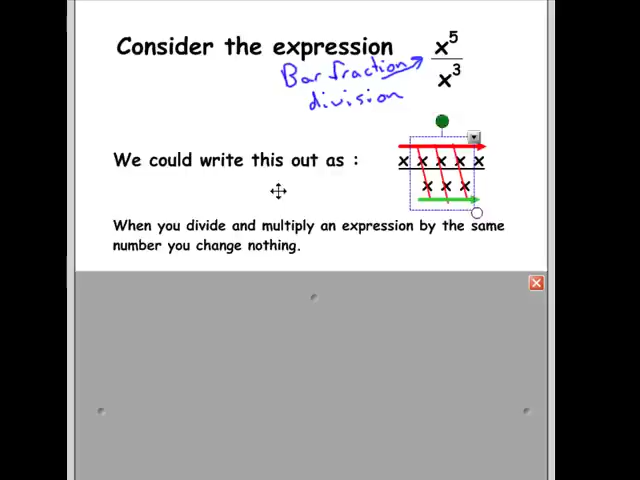 Consider the expression x⁵
x³
Bar fraction
division
We could write this out as : x x x x x
x x x
When you divide and multiply an expression by the same
number you change nothing.